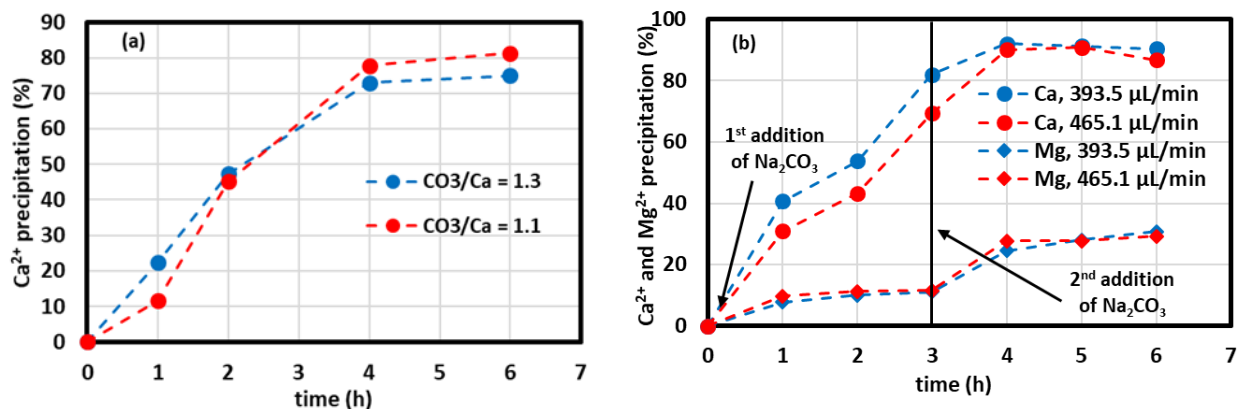 (a)
Ca²⁺ precipitation (%)
90
80
70
60
50
40
30
20
10
0
CO3/Ca = 1.3
CO3/Ca = 1.1
0 1 2 3 4 5 6 7
time (h)
(b)
Ca²⁺ and Mg²⁺ precipitation (%)
100
80
60
40
20
0
1ˢᵗ addition
of Na₂CO₃
Ca, 393.5 µL/min
Ca, 465.1 µL/min
Mg, 393.5 µL/min
Mg, 465.1 µL/min
2ⁿᵈ addition
of Na₂CO₃
0 1 2 3 4 5 6 7
time (h)